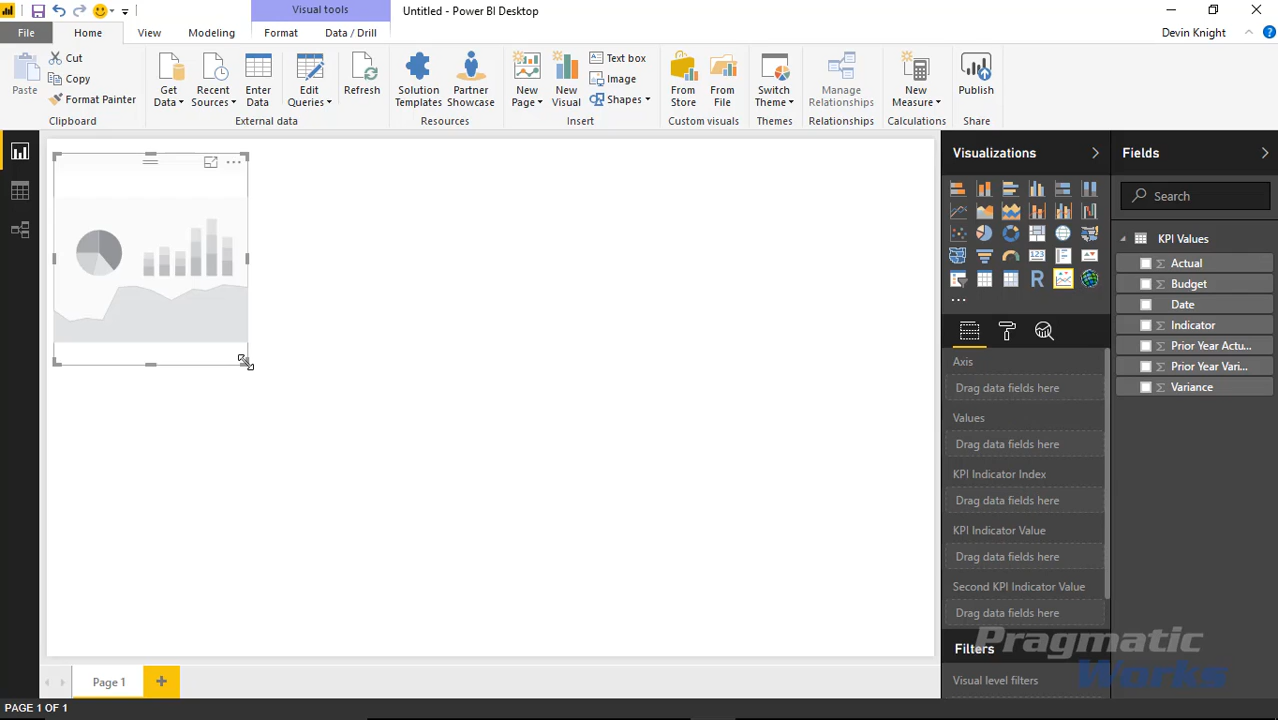 Visual tools
Untitled - Power BI Desktop
File
Home
View
Modeling
Format
Data / Drill
Devin Knight
Paste
Cut
Copy
Format Painter
Clipboard
Get Data
Recent Sources
Enter Data
Edit Queries
Refresh
External data
Solution Templates
Partner Showcase
Resources
New Page
New Visual
Text box
Image
Shapes
Insert
From Store
From File
Custom visuals
Switch Theme
Themes
Manage Relationships
Relationships
New Measure
Calculations
Publish
Share
Visualizations
123
R
Axis
Drag data fields here
Values
Drag data fields here
KPI Indicator Index
Drag data fields here
KPI Indicator Value
Drag data fields here
Second KPI Indicator Value
Drag data fields here
Filters
Visual level filters
Fields
Search
KPI Values
Σ Actual
Σ Budget
Date
Σ Indicator
Σ Prior Year Actu...
Σ Prior Year Vari...
Σ Variance
Pragmatic
Works
Page 1
PAGE 1 OF 1